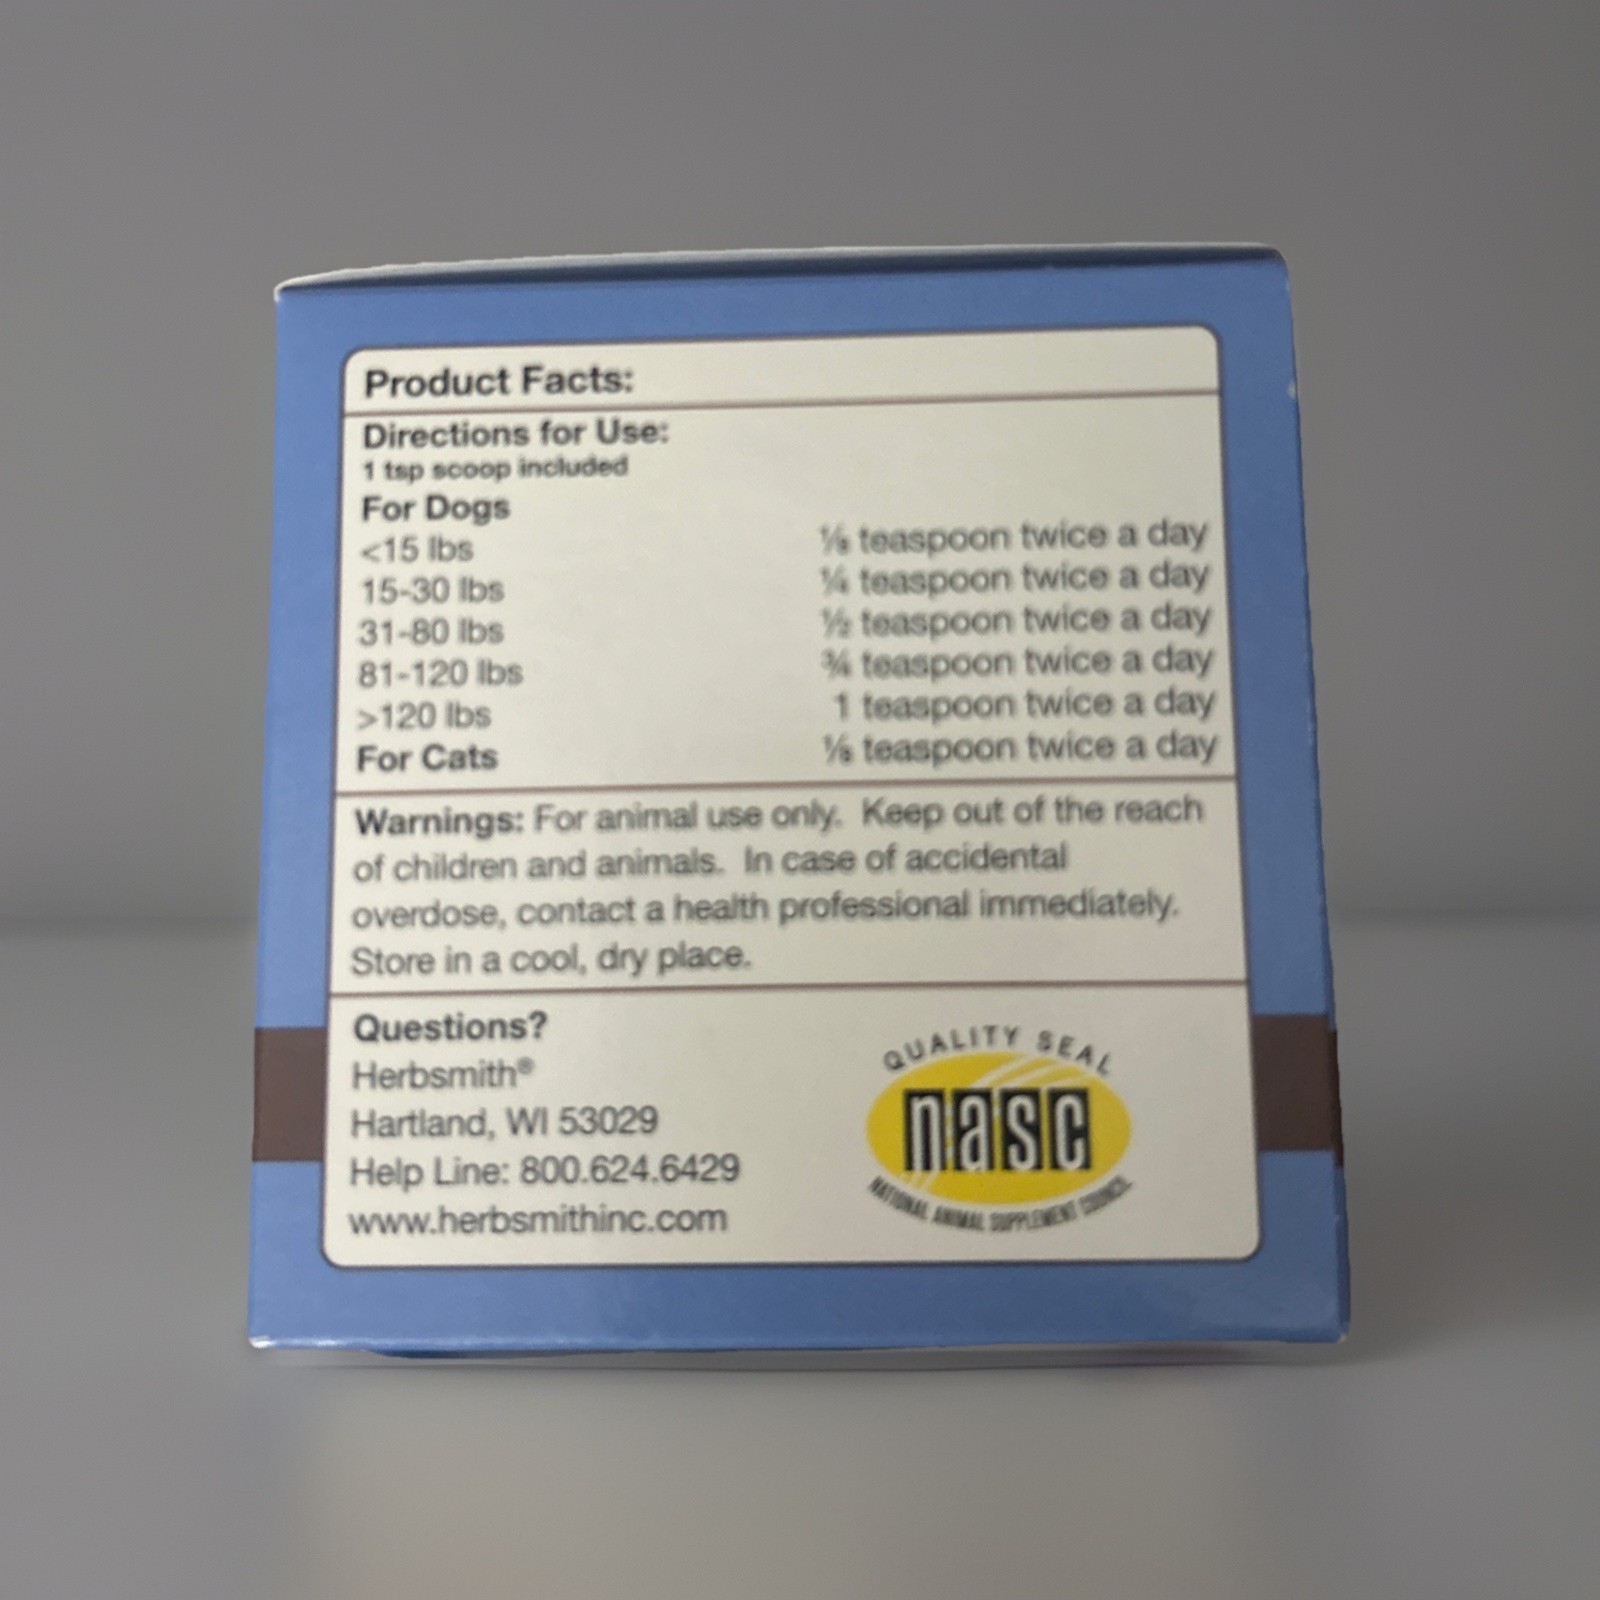 Product Facts:
Directions for Use:
1 tsp scoop included
For Dogs
<15 lbs ⅛ teaspoon twice a day
15-30 lbs ¼ teaspoon twice a day
31-80 lbs ½ teaspoon twice a day
81-120 lbs ¾ teaspoon twice a day
>120 lbs 1 teaspoon twice a day
For Cats ⅛ teaspoon twice a day
Warnings: For animal use only. Keep out of the reach
of children and animals. In case of accidental
overdose, contact a health professional immediately.
Store in a cool, dry place.
Questions?
Herbsmith®
Hartland, WI 53029
Help Line: 800.624.6429
www.herbsmithinc.com
QUALITY SEAL
nasc
NATIONAL ANIMAL SUPPLEMENT COUNCIL